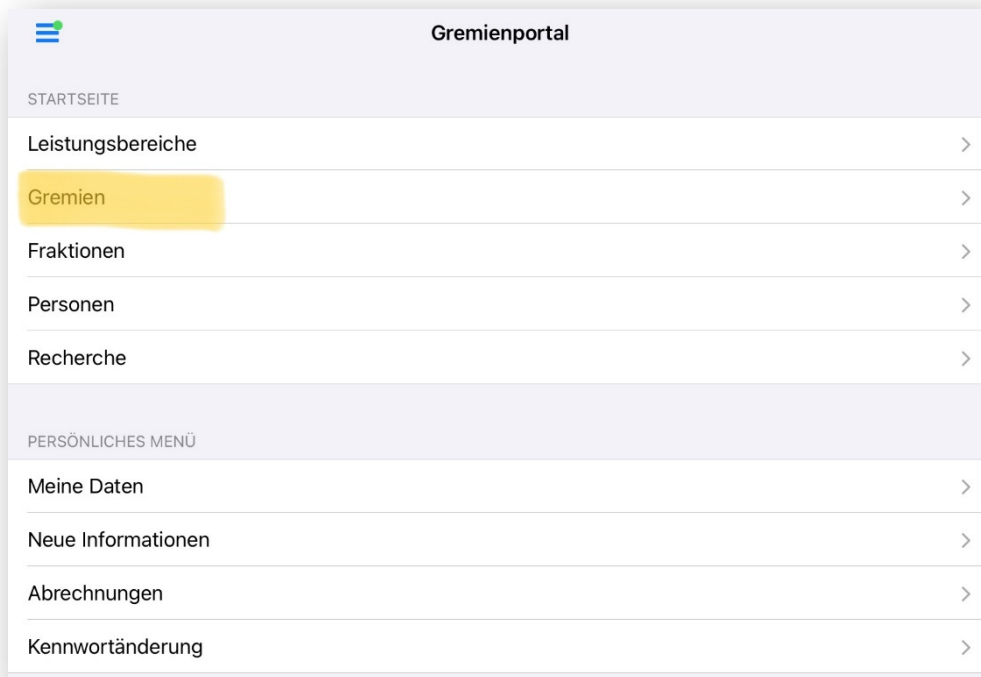 Gremienportal
STARTSEITE
Leistungsbereiche
Gremien
Fraktionen
Personen
Recherche
PERSÖNLICHES MENÜ
Meine Daten
Neue Informationen
Abrechnungen
Kennwortänderung